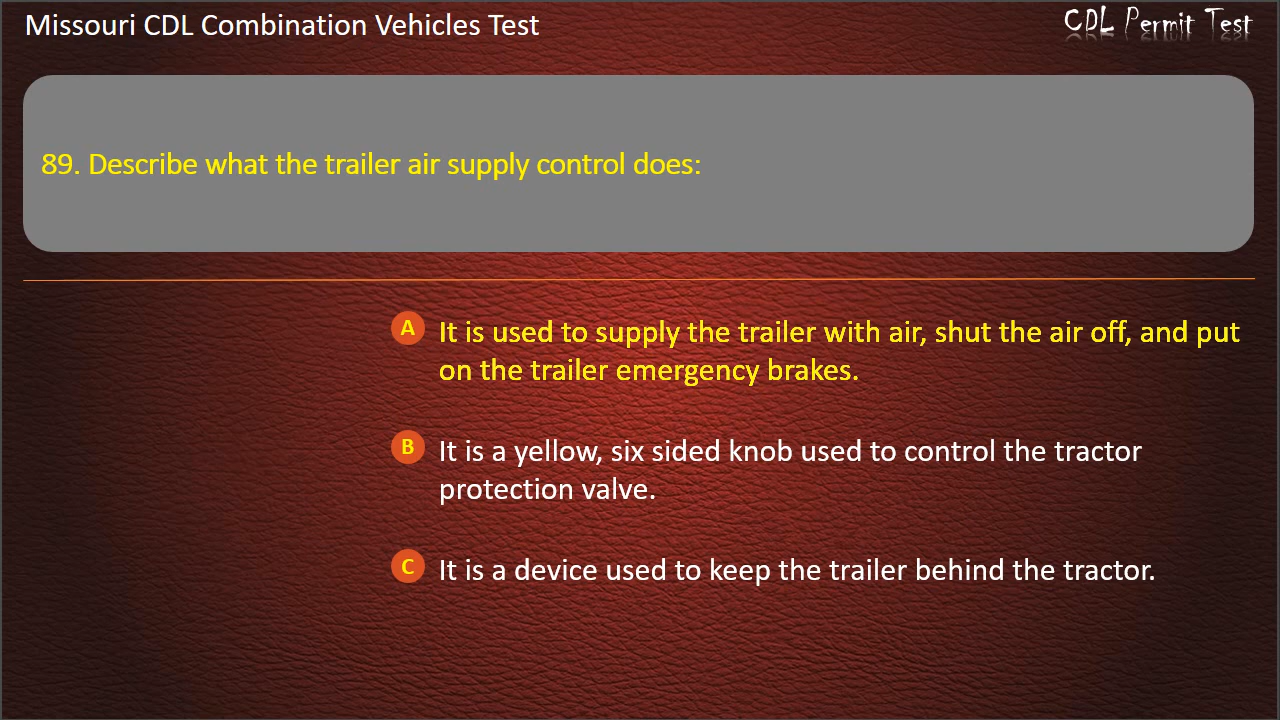 Missouri CDL Combination Vehicles Test
CDL Permit Test
89. Describe what the trailer air supply control does:
A It is used to supply the trailer with air, shut the air off, and put
on the trailer emergency brakes.
B It is a yellow, six sided knob used to control the tractor
protection valve.
C It is a device used to keep the trailer behind the tractor.